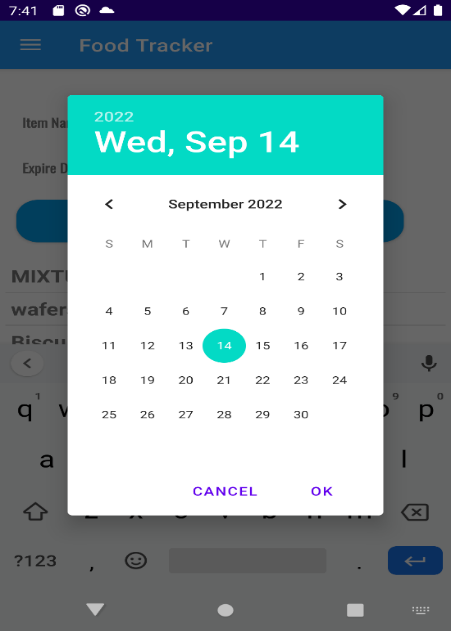 7:41
Food Tracker
2022
Wed, Sep 14
Item Na
Expire D
September 2022
S M T W T F S
1 2 3
4 5 6 7 8 9 10
11 12 13 14 15 16 17
18 19 20 21 22 23 24
25 26 27 28 29 30
MIXTU
wafer
Biscu
CANCEL OK
q 1 9 p 0
a l
?123 , .